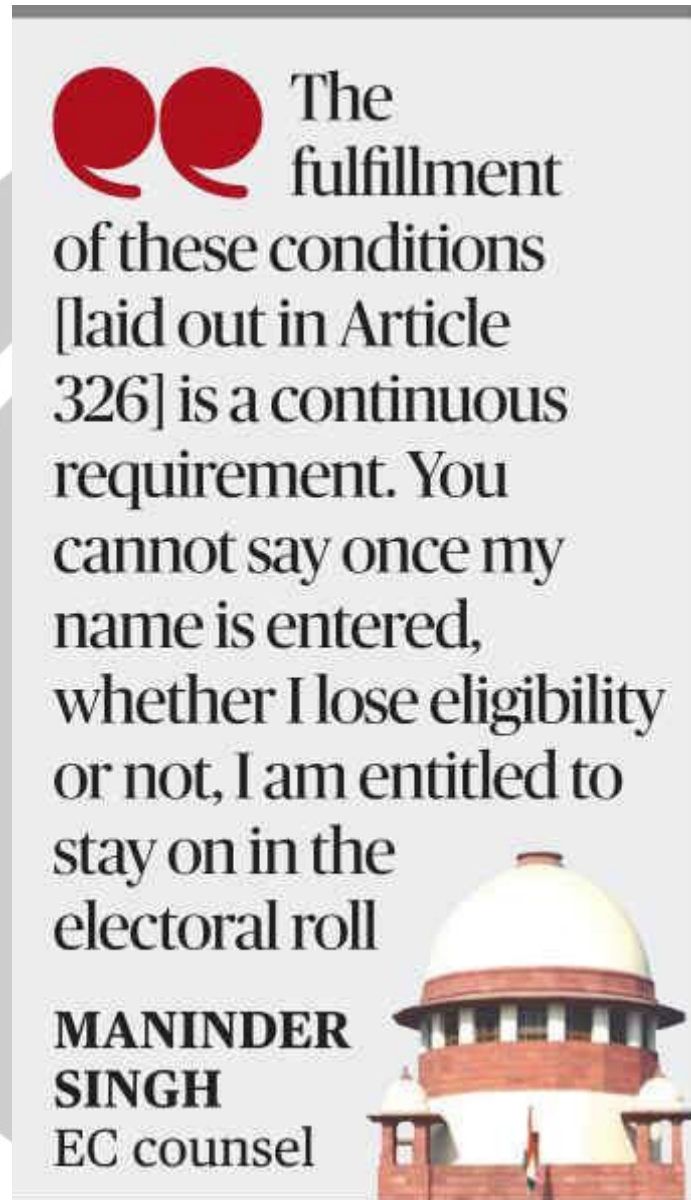 The
fulfillment
of these conditions
[laid out in Article
326] is a continuous
requirement. You
cannot say once my
name is entered,
whether I lose eligibility
or not, I am entitled to
stay on in the
electoral roll
MANINDER
SINGH
EC counsel